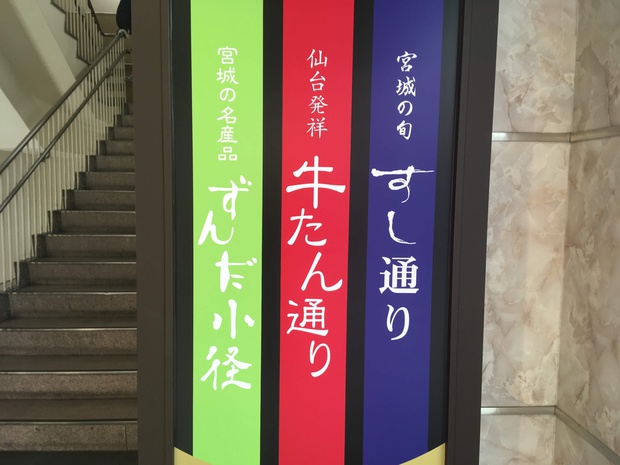 宮城の旬
すし通り
仙台発祥
牛たん通り
宮城の名産品
ずんだ小径